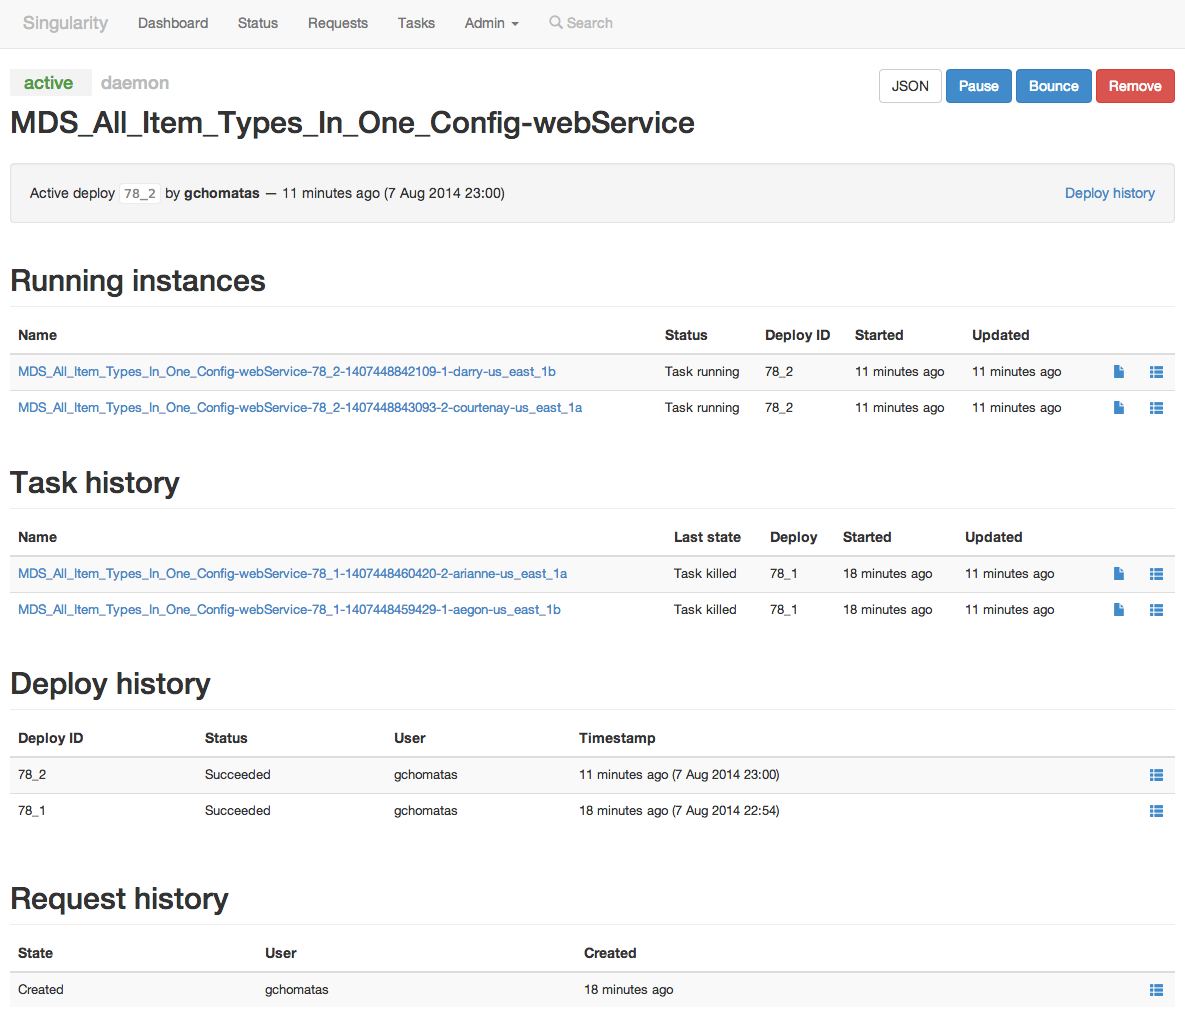 Singularity Dashboard Status Requests Tasks Admin Search
active daemon JSON Pause Bounce Remove
MDS_All_Item_Types_In_One_Config-webService
Active deploy 78_2 by gchomatas — 11 minutes ago (7 Aug 2014 23:00) Deploy history
Running instances
Name Status Deploy ID Started Updated
MDS_All_Item_Types_In_One_Config-webService-78_2-1407448842109-1-darry-us_east_1b Task running 78_2 11 minutes ago 11 minutes ago
MDS_All_Item_Types_In_One_Config-webService-78_2-1407448843093-2-courtenay-us_east_1a Task running 78_2 11 minutes ago 11 minutes ago
Task history
Name Last state Deploy Started Updated
MDS_All_Item_Types_In_One_Config-webService-78_1-1407448460420-2-arianne-us_east_1a Task killed 78_1 18 minutes ago 11 minutes ago
MDS_All_Item_Types_In_One_Config-webService-78_1-1407448459429-1-aegon-us_east_1b Task killed 78_1 18 minutes ago 11 minutes ago
Deploy history
Deploy ID Status User Timestamp
78_2 Succeeded gchomatas 11 minutes ago (7 Aug 2014 23:00)
78_1 Succeeded gchomatas 18 minutes ago (7 Aug 2014 22:54)
Request history
State User Created
Created gchomatas 18 minutes ago